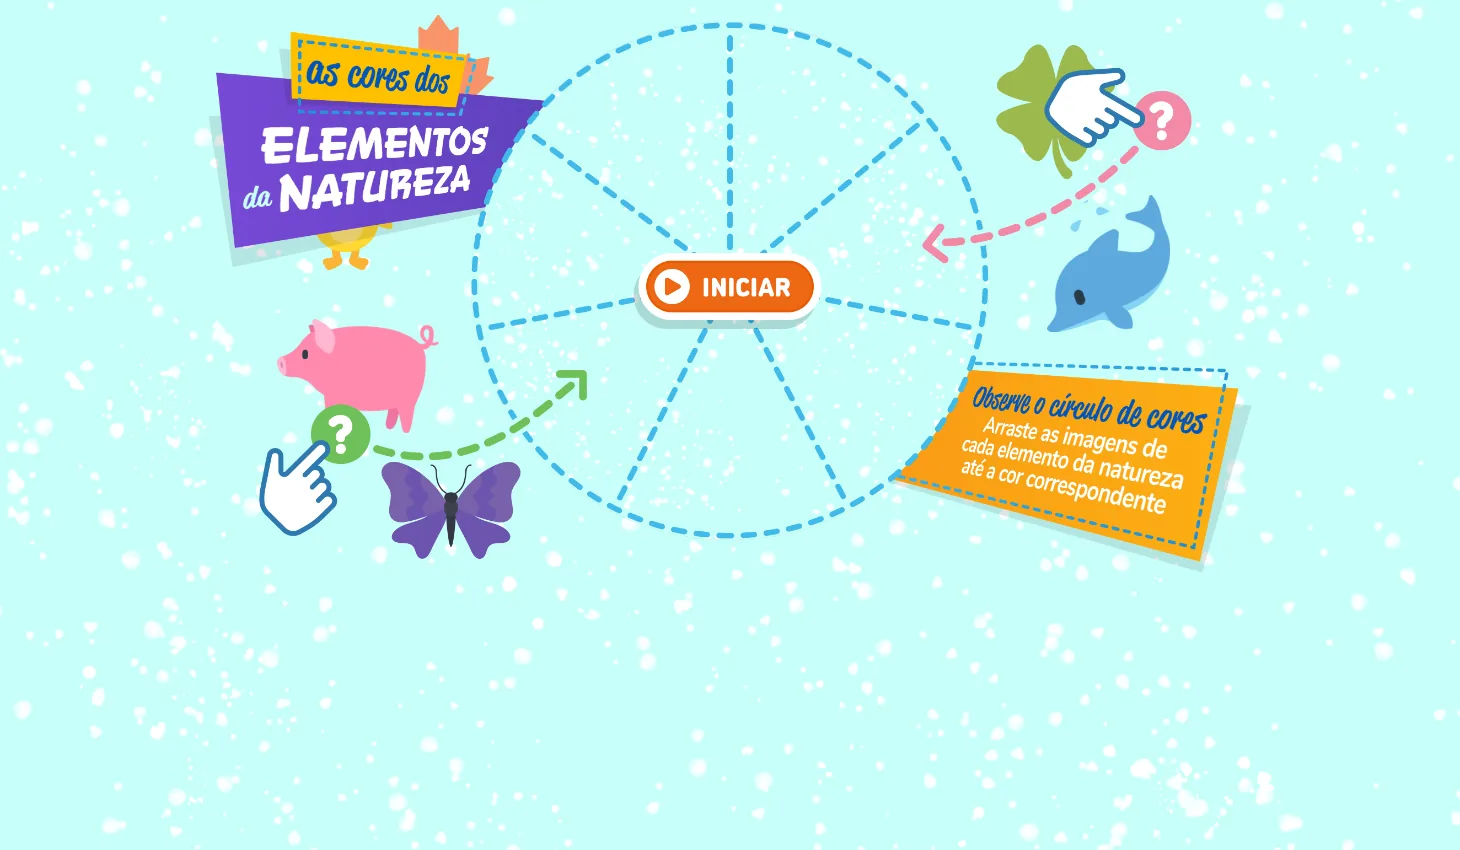 as cores dos
ELEMENTOS
da NATUREZA
?
INICIAR
Observe o círculo de cores
Arraste as imagens de
cada elemento da natureza
até a cor correspondente
?